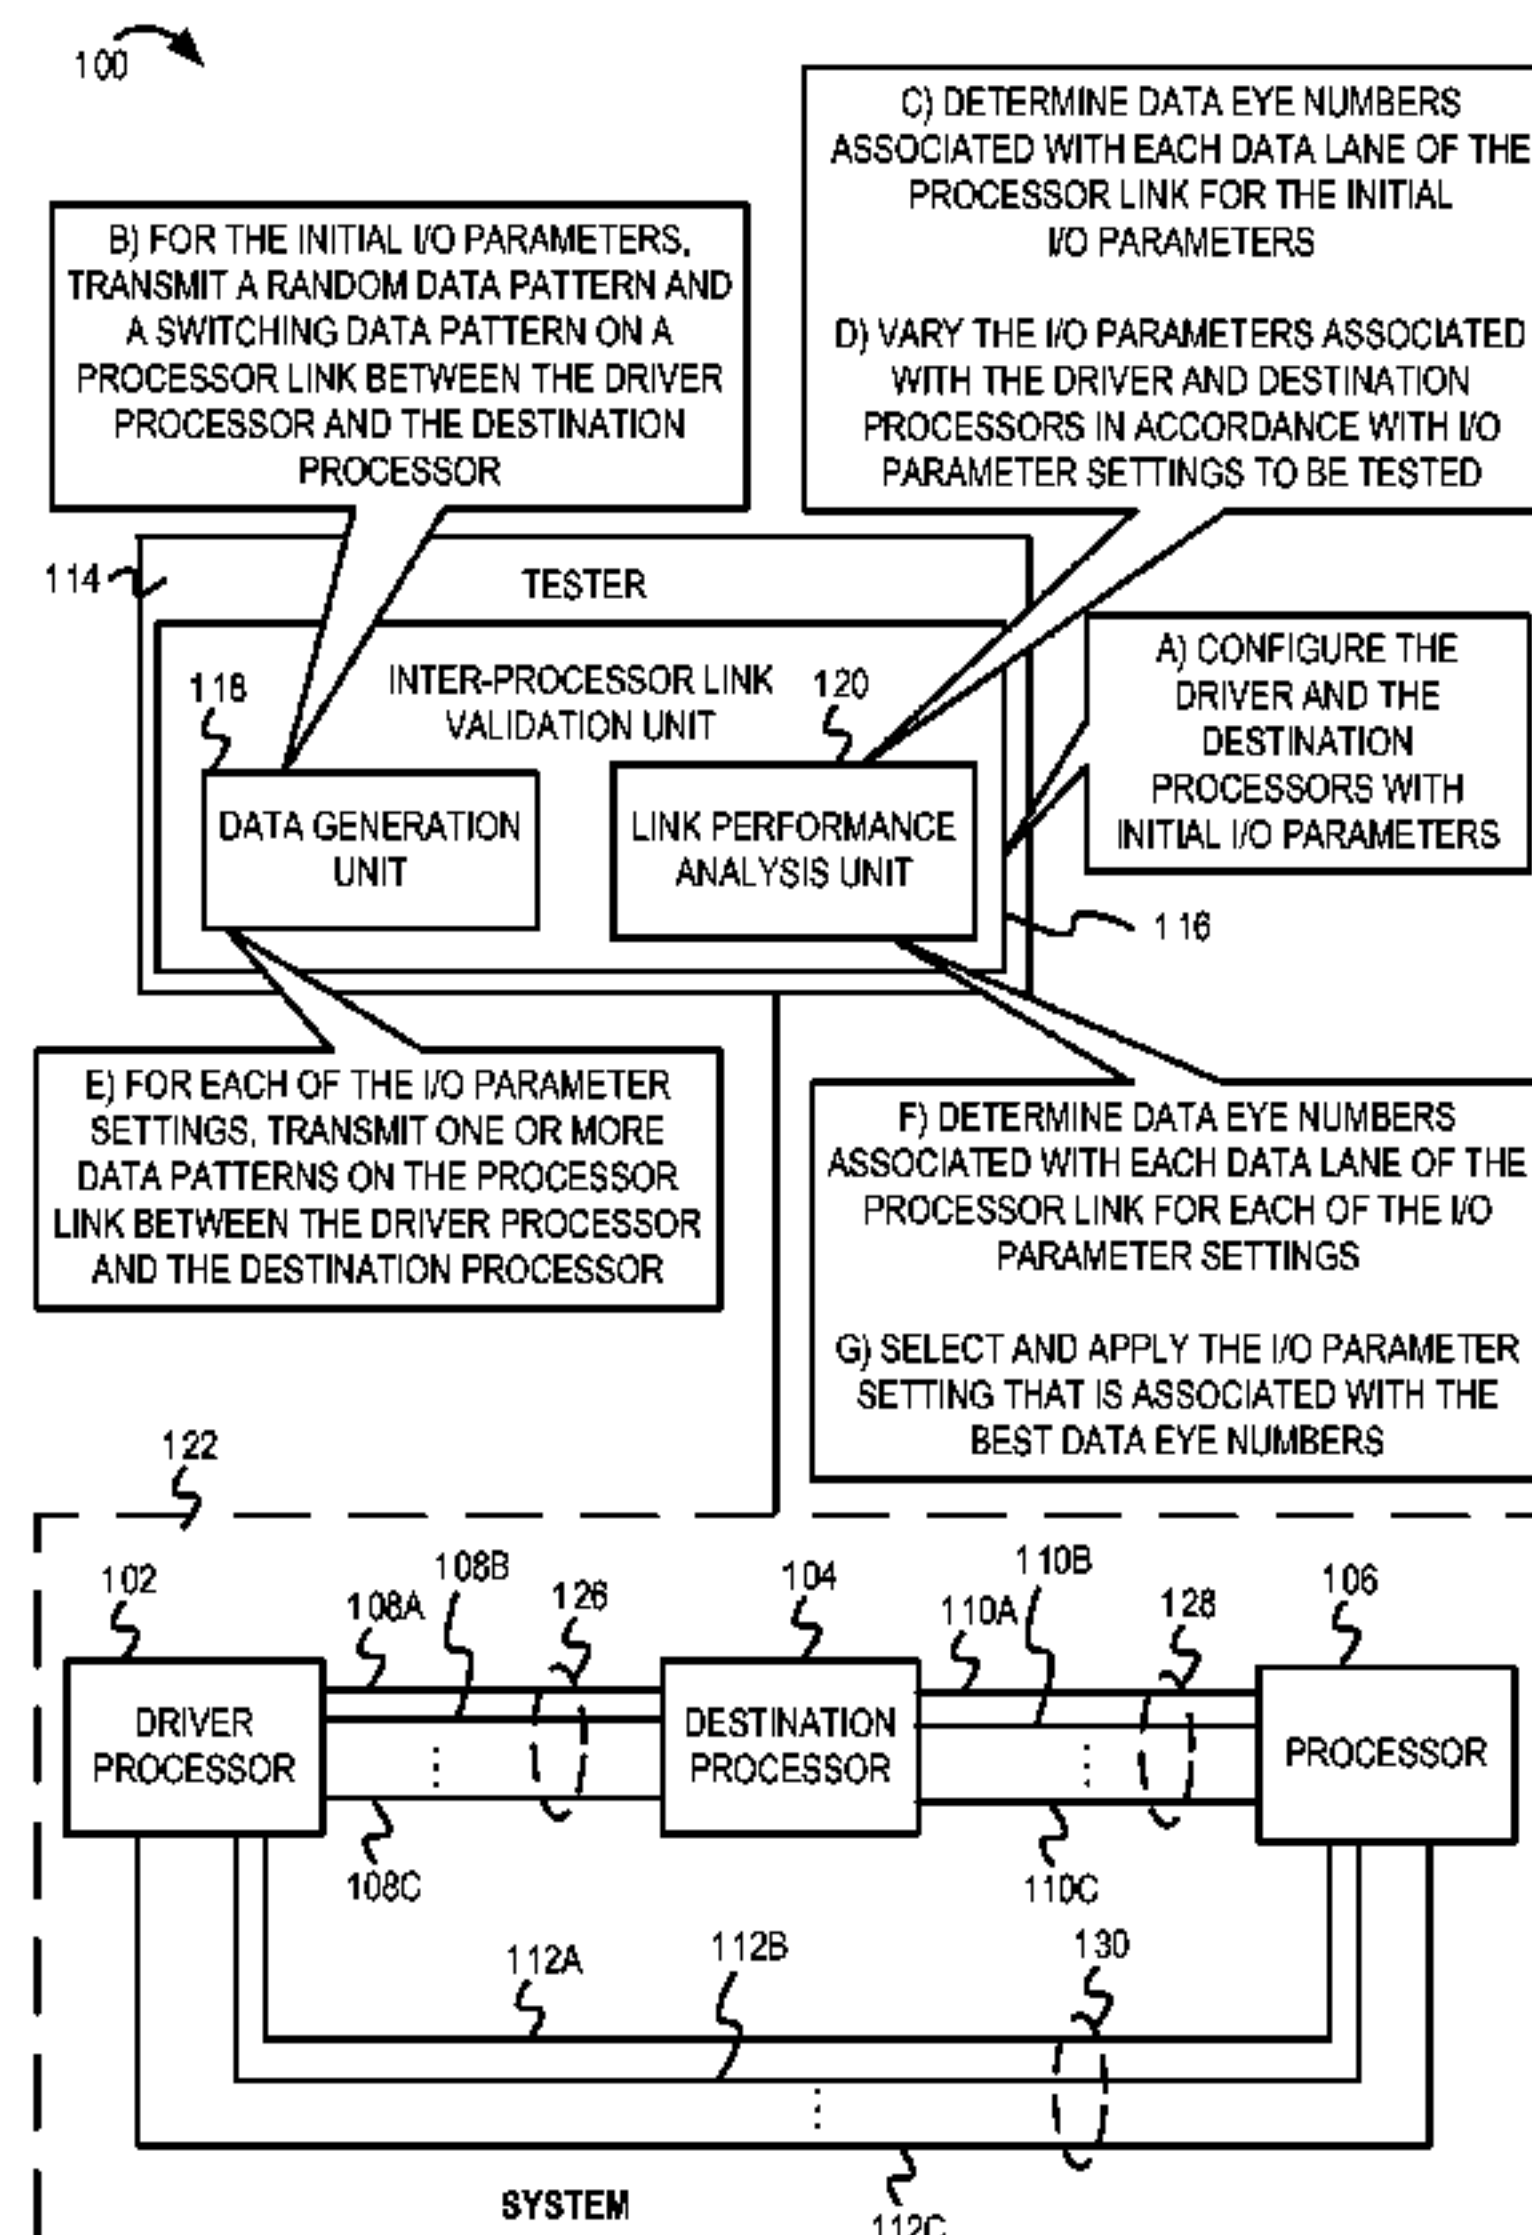 100
C) DETERMINE DATA EYE NUMBERS
ASSOCIATED WITH EACH DATA LANE OF THE
PROCESSOR LINK FOR THE INITIAL
I/O PARAMETERS
D) VARY THE I/O PARAMETERS ASSOCIATED
WITH THE DRIVER AND DESTINATION
PROCESSORS IN ACCORDANCE WITH I/O
PARAMETER SETTINGS TO BE TESTED
B) FOR THE INITIAL I/O PARAMETERS,
TRANSMIT A RANDOM DATA PATTERN AND
A SWITCHING DATA PATTERN ON A
PROCESSOR LINK BETWEEN THE DRIVER
PROCESSOR AND THE DESTINATION
PROCESSOR
114
TESTER
INTER-PROCESSOR LINK
VALIDATION UNIT
118
120
DATA GENERATION
UNIT
LINK PERFORMANCE
ANALYSIS UNIT
A) CONFIGURE THE
DRIVER AND THE
DESTINATION
PROCESSORS WITH
INITIAL I/O PARAMETERS
116
E) FOR EACH OF THE I/O PARAMETER
SETTINGS, TRANSMIT ONE OR MORE
DATA PATTERNS ON THE PROCESSOR
LINK BETWEEN THE DRIVER PROCESSOR
AND THE DESTINATION PROCESSOR
F) DETERMINE DATA EYE NUMBERS
ASSOCIATED WITH EACH DATA LANE OF THE
PROCESSOR LINK FOR EACH OF THE I/O
PARAMETER SETTINGS
G) SELECT AND APPLY THE I/O PARAMETER
SETTING THAT IS ASSOCIATED WITH THE
BEST DATA EYE NUMBERS
122
102
108A
108B
126
104
110A
110B
128
106
DRIVER
PROCESSOR
DESTINATION
PROCESSOR
PROCESSOR
108C
110C
112A
112B
130
SYSTEM
112C